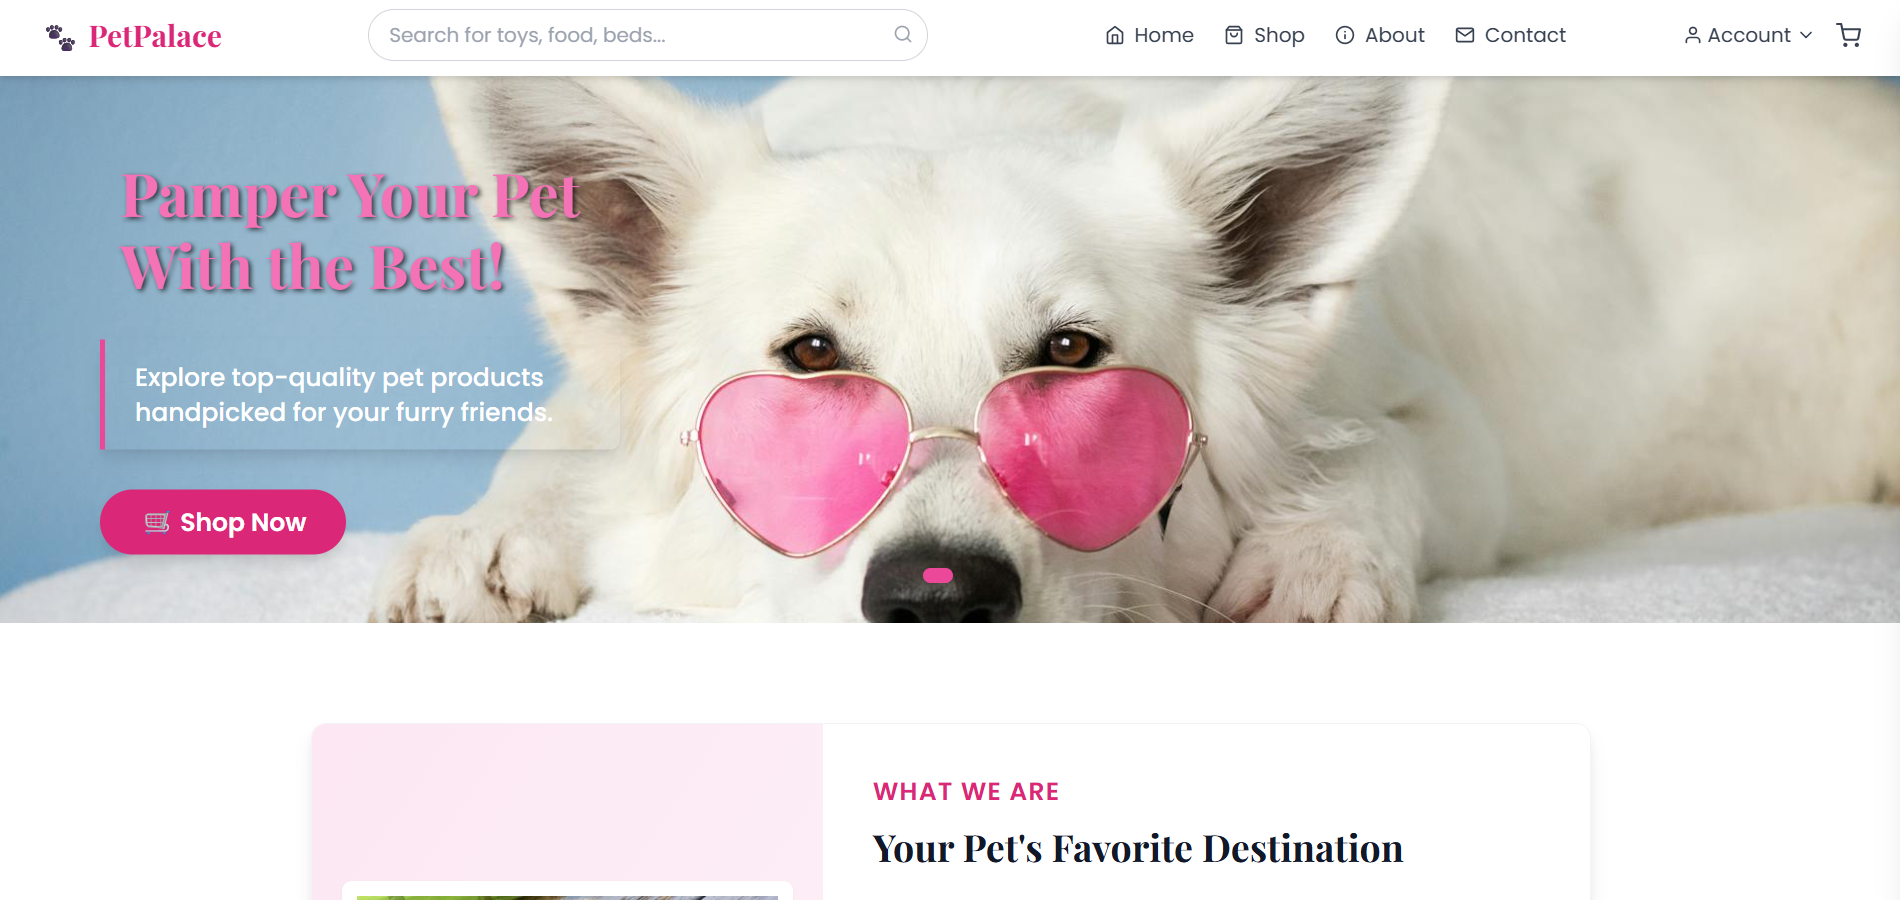 PetPalace
Search for toys, food, beds...
Home
Shop
About
Contact
Account
Pamper Your Pet
With the Best!
Explore top-quality pet products
handpicked for your furry friends.
Shop Now
WHAT WE ARE
Your Pet's Favorite Destination